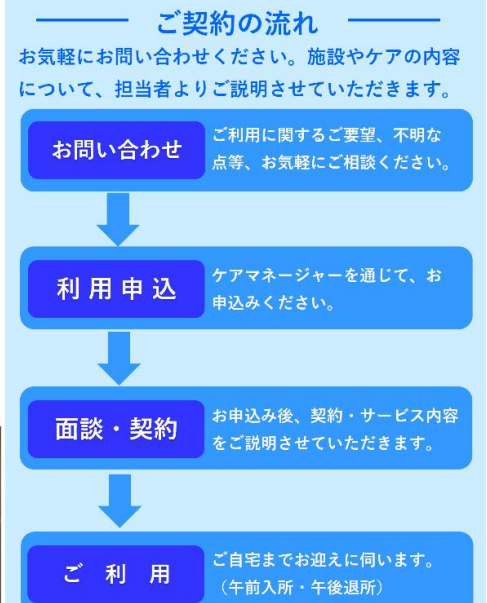 ご契約の流れ
お気軽にお問い合わせください。施設やケアの内容
について、担当者よりご説明させていただきます。
お問い合わせ
ご利用に関するご要望、不明な
点等、お気軽にご相談ください。
利用申込
ケアマネージャーを通じて、お
申込みください。
面談・契約
お申込み後、契約・サービス内容
をご説明させていただきます。
ご利用
ご自宅までお迎えに伺います。
（午前入所・午後退所）